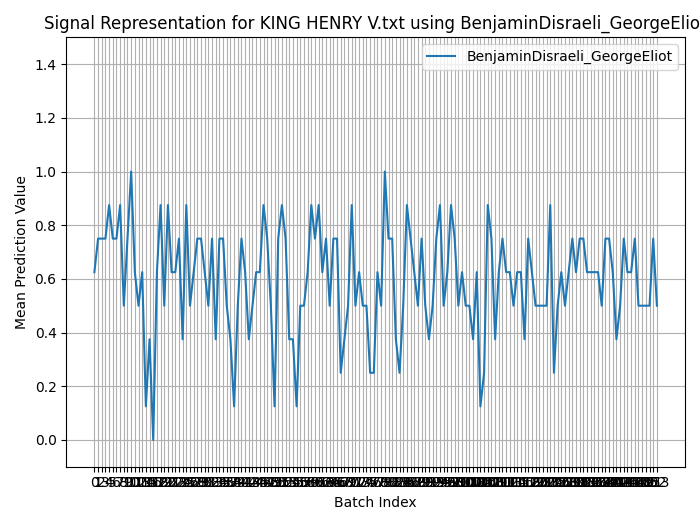 Signal Representation for KING HENRY V.txt using BenjaminDisraeli_GeorgeElio
BenjaminDisraeli_GeorgeEliot
1.4
1.2
1.0
0.8
0.6
0.4
0.2
0.0
Mean Prediction Value
Batch Index